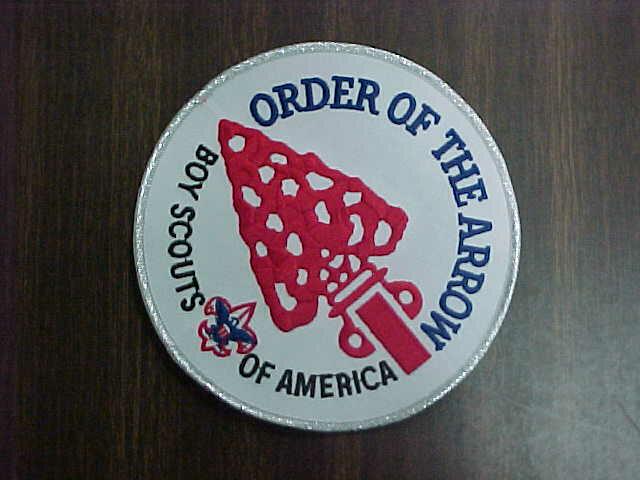 ORDER OF THE ARROW
BOY SCOUTS OF AMERICA